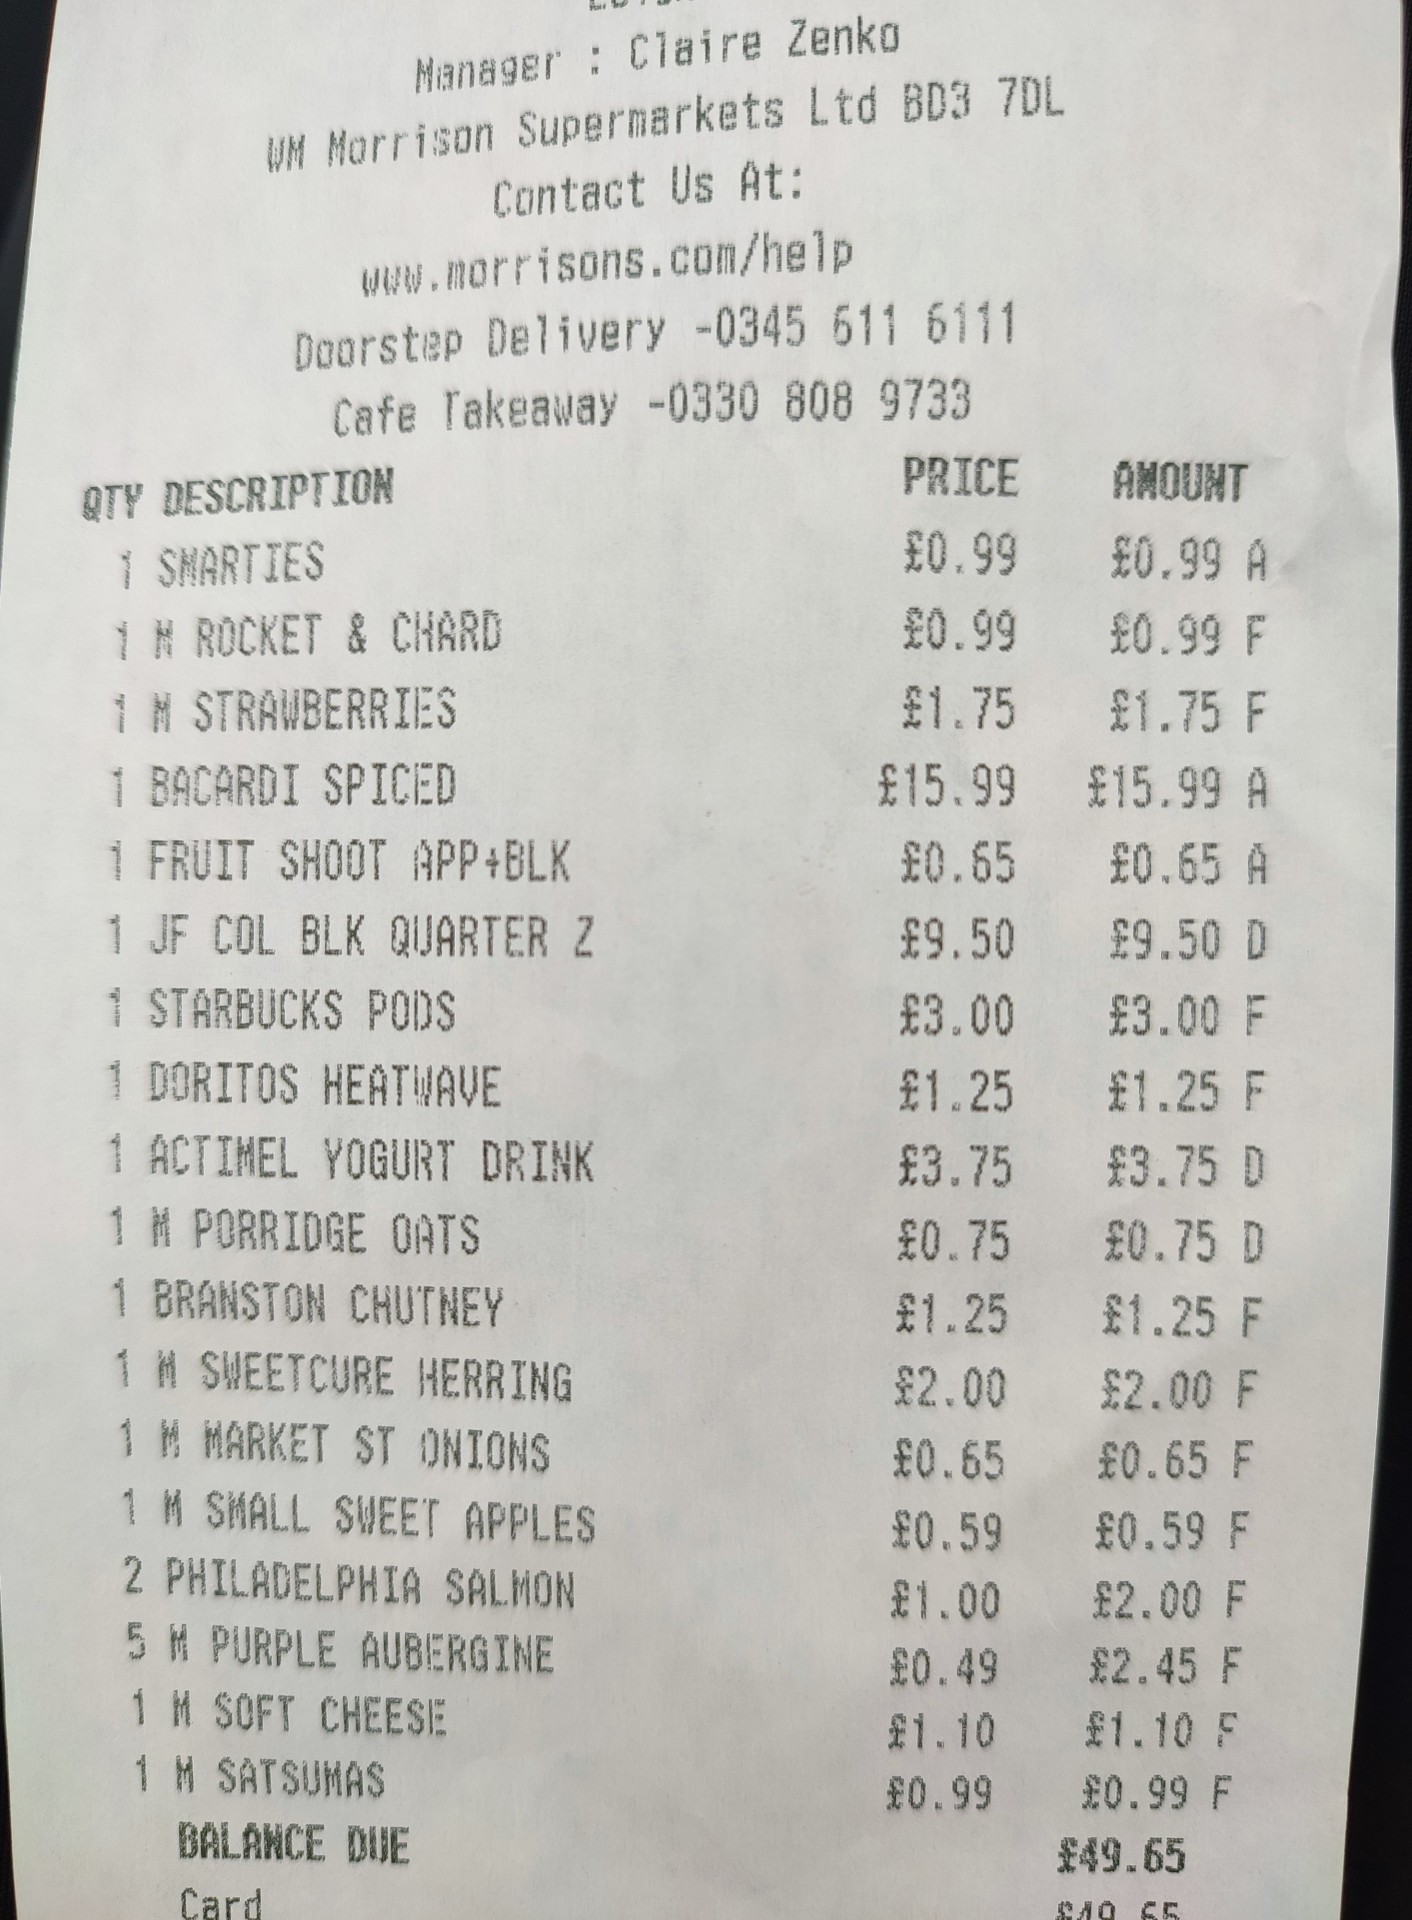 Manager : Claire Zenko
WM Morrison Supermarkets Ltd BD3 7DL
Contact Us At:
www.morrisons.com/help
Doorstep Delivery -0345 611 6111
Cafe Takeaway -0330 808 9733
QTY DESCRIPTION PRICE AMOUNT
1 SMARTIES £0.99 £0.99 A
1 M ROCKET & CHARD £0.99 £0.99 F
1 M STRAWBERRIES £1.75 £1.75 F
1 BACARDI SPICED £15.99 £15.99 A
1 FRUIT SHOOT APP+BLK £0.65 £0.65 A
1 JF COL BLK QUARTER Z £9.50 £9.50 D
1 STARBUCKS PODS £3.00 £3.00 F
1 DORITOS HEATWAVE £1.25 £1.25 F
1 ACTIMEL YOGURT DRINK £3.75 £3.75 D
1 M PORRIDGE OATS £0.75 £0.75 D
1 BRANSTON CHUTNEY £1.25 £1.25 F
1 M SWEETCURE HERRING £2.00 £2.00 F
1 M MARKET ST ONIONS £0.65 £0.65 F
1 M SMALL SWEET APPLES £0.59 £0.59 F
2 PHILADELPHIA SALMON £1.00 £2.00 F
5 M PURPLE AUBERGINE £0.49 £2.45 F
1 M SOFT CHEESE £1.10 £1.10 F
1 M SATSUMAS £0.99 £0.99 F
BALANCE DUE £49.65
Card £49.65